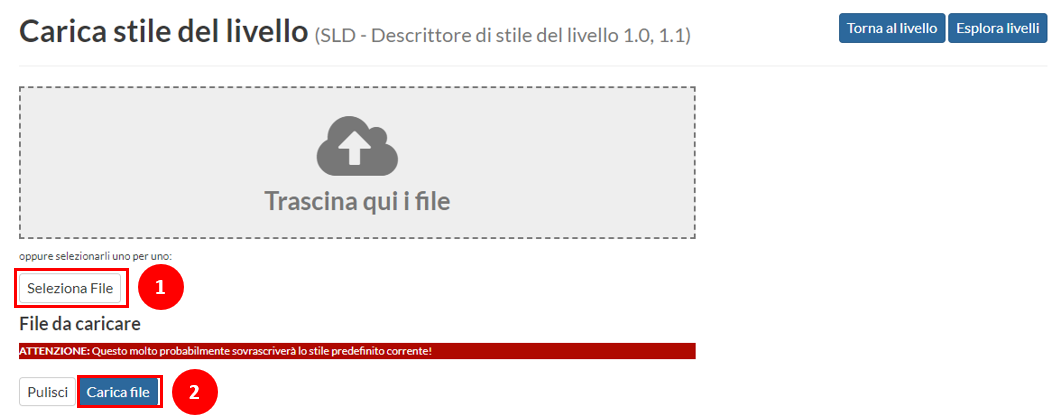 Carica stile del livello (SLD - Descrittore di stile del livello 1.0, 1.1)
Torna al livello
Esplora livelli
Trascina qui i file
oppure selezionarli uno per uno:
Seleziona File
1
File da caricare
ATTENZIONE: Questo molto probabilmente sovrascriverà lo stile predefinito corrente!
Pulisci
Carica file
2